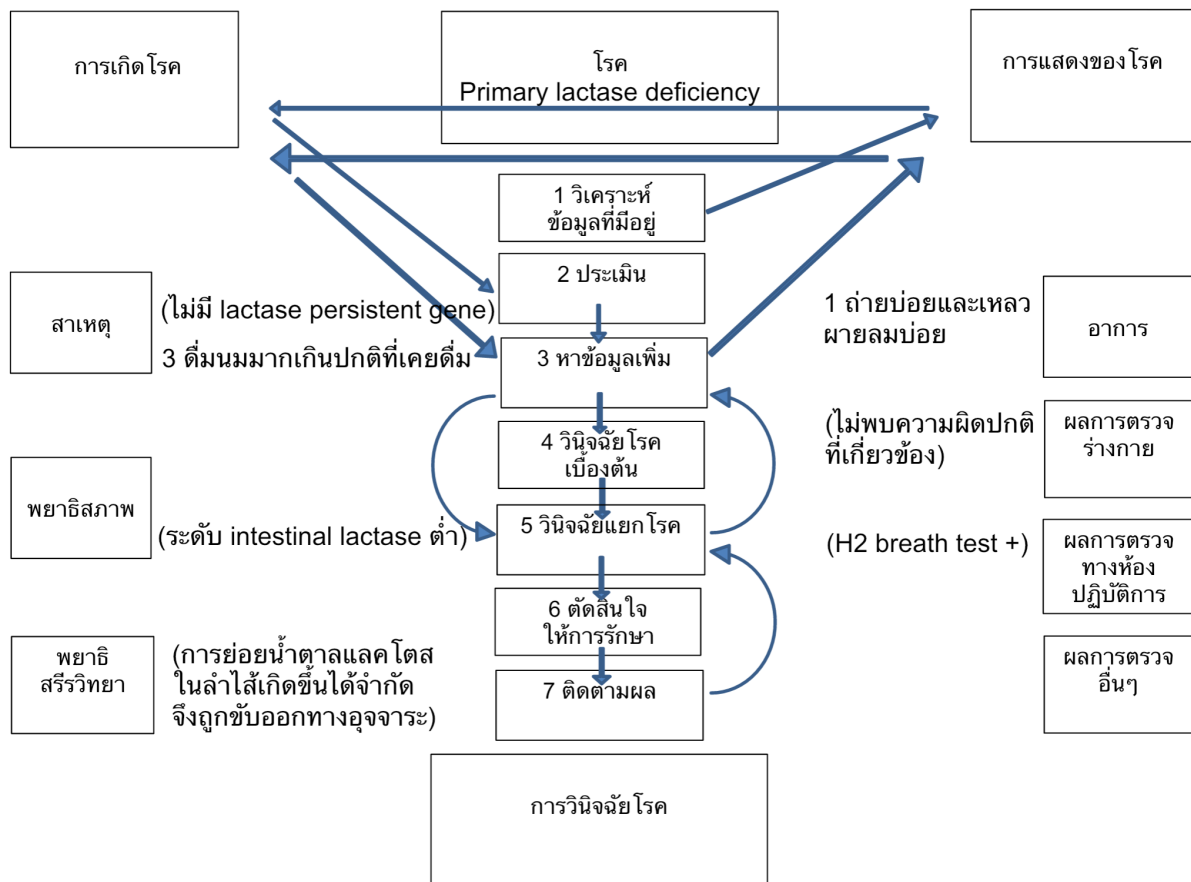 การเกิดโรค
โรค
Primary lactase deficiency
การแสดงของโรค
1 วิเคราะห์
ข้อมูลที่มีอยู่
2 ประเมิน
สาเหตุ
(ไม่มี lactase persistent gene)
3 ดื่มนมมากเกินปกติที่เคยดื่ม
3 หาข้อมูลเพิ่ม
1 ถ่ายบ่อยและเหลว
ผายลมบ่อย
อาการ
4 วินิจฉัยโรค
เบื้องต้น
(ไม่พบความผิดปกติ
ที่เกี่ยวข้อง)
ผลการตรวจ
ร่างกาย
พยาธิสภาพ
(ระดับ intestinal lactase ต่ำ)
5 วินิจฉัยแยกโรค
(H2 breath test +)
ผลการตรวจ
ทางห้อง
ปฏิบัติการ
6 ตัดสินใจ
ให้การรักษา
พยาธิ
สรีรวิทยา
(การย่อยน้ำตาลแลคโตส
ในลำไส้เกิดขึ้นได้จำกัด
จึงถูกขับออกทางอุจจาระ)
7 ติดตามผล
ผลการตรวจ
อื่นๆ
การวินิจฉัยโรค